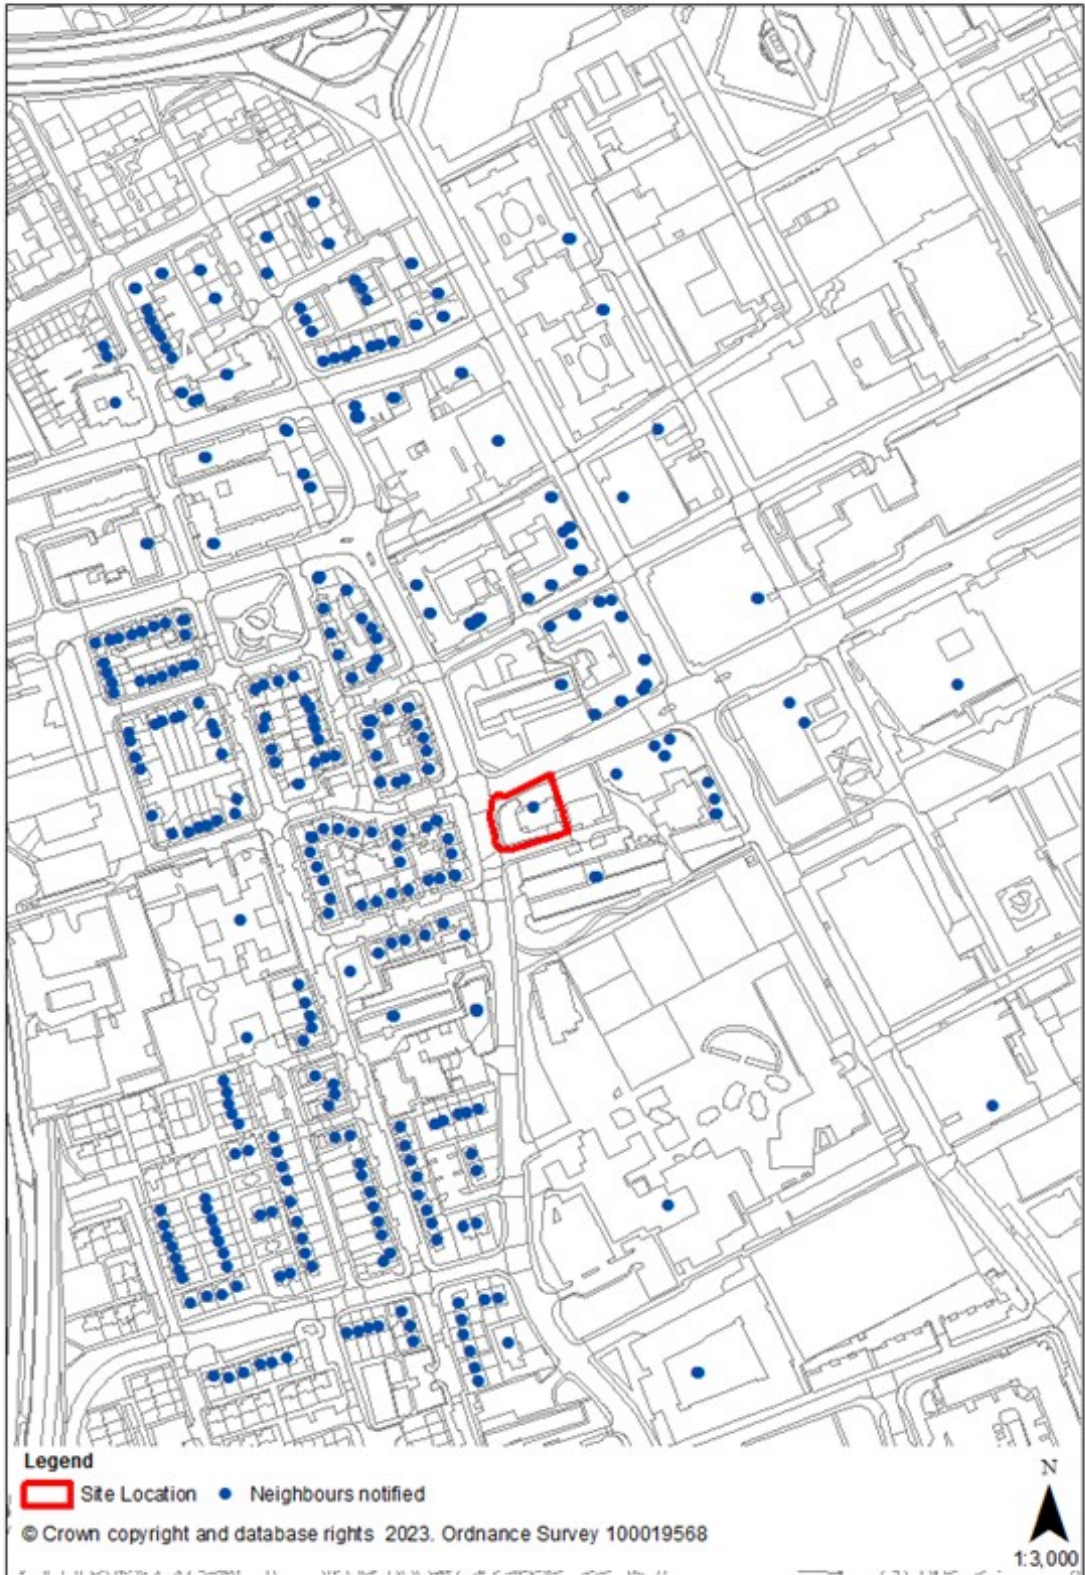 Legend
Site Location Neighbours notified
© Crown copyright and database rights 2023. Ordnance Survey 100019568
N
1:3,000